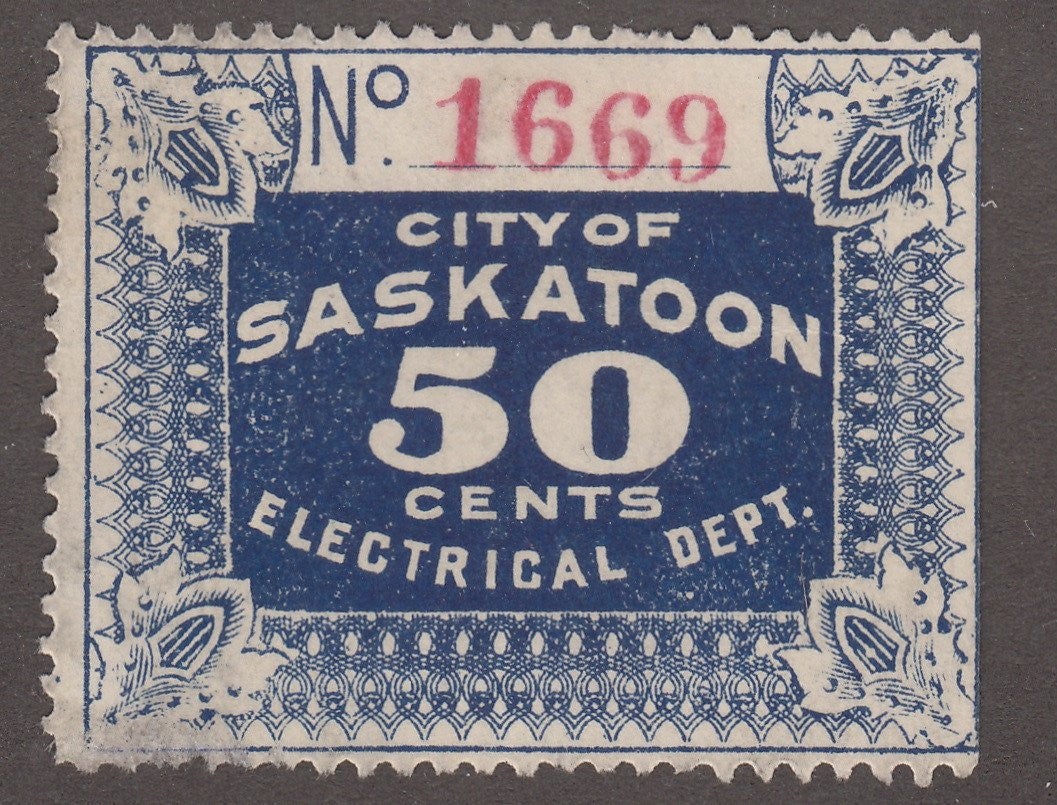 No. 1669
CITY OF
SASKATOON
50
CENTS
ELECTRICAL DEPT.